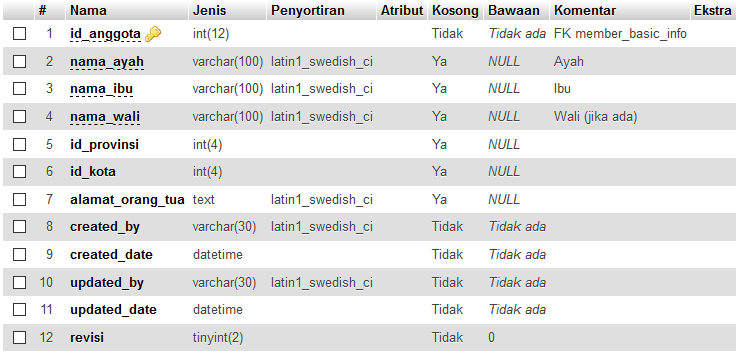 # Nama Jenis Penyortiran Atribut Kosong Bawaan Komentar Ekstra
1 id_anggota int(12) Tidak Tidak ada FK member_basic_info
2 nama_ayah varchar(100) latin1_swedish_ci Ya NULL Ayah
3 nama_ibu varchar(100) latin1_swedish_ci Ya NULL Ibu
4 nama_wali varchar(100) latin1_swedish_ci Ya NULL Wali (jika ada)
5 id_provinsi int(4) Ya NULL
6 id_kota int(4) Ya NULL
7 alamat_orang_tua text latin1_swedish_ci Ya NULL
8 created_by varchar(30) latin1_swedish_ci Tidak Tidak ada
9 created_date datetime Tidak Tidak ada
10 updated_by varchar(30) latin1_swedish_ci Tidak Tidak ada
11 updated_date datetime Tidak Tidak ada
12 revisi tinyint(2) Tidak 0